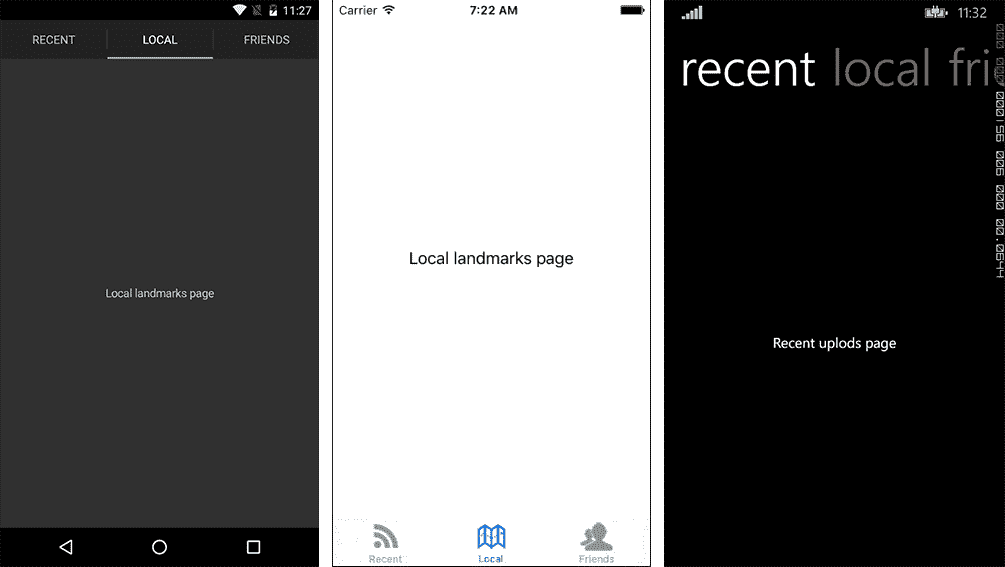 11:27
RECENT LOCAL FRIENDS
Local landmarks page
Carrier 7:22 AM
Local landmarks page
Recent Local Friends
11:32
recent local fri
Recent uplods page